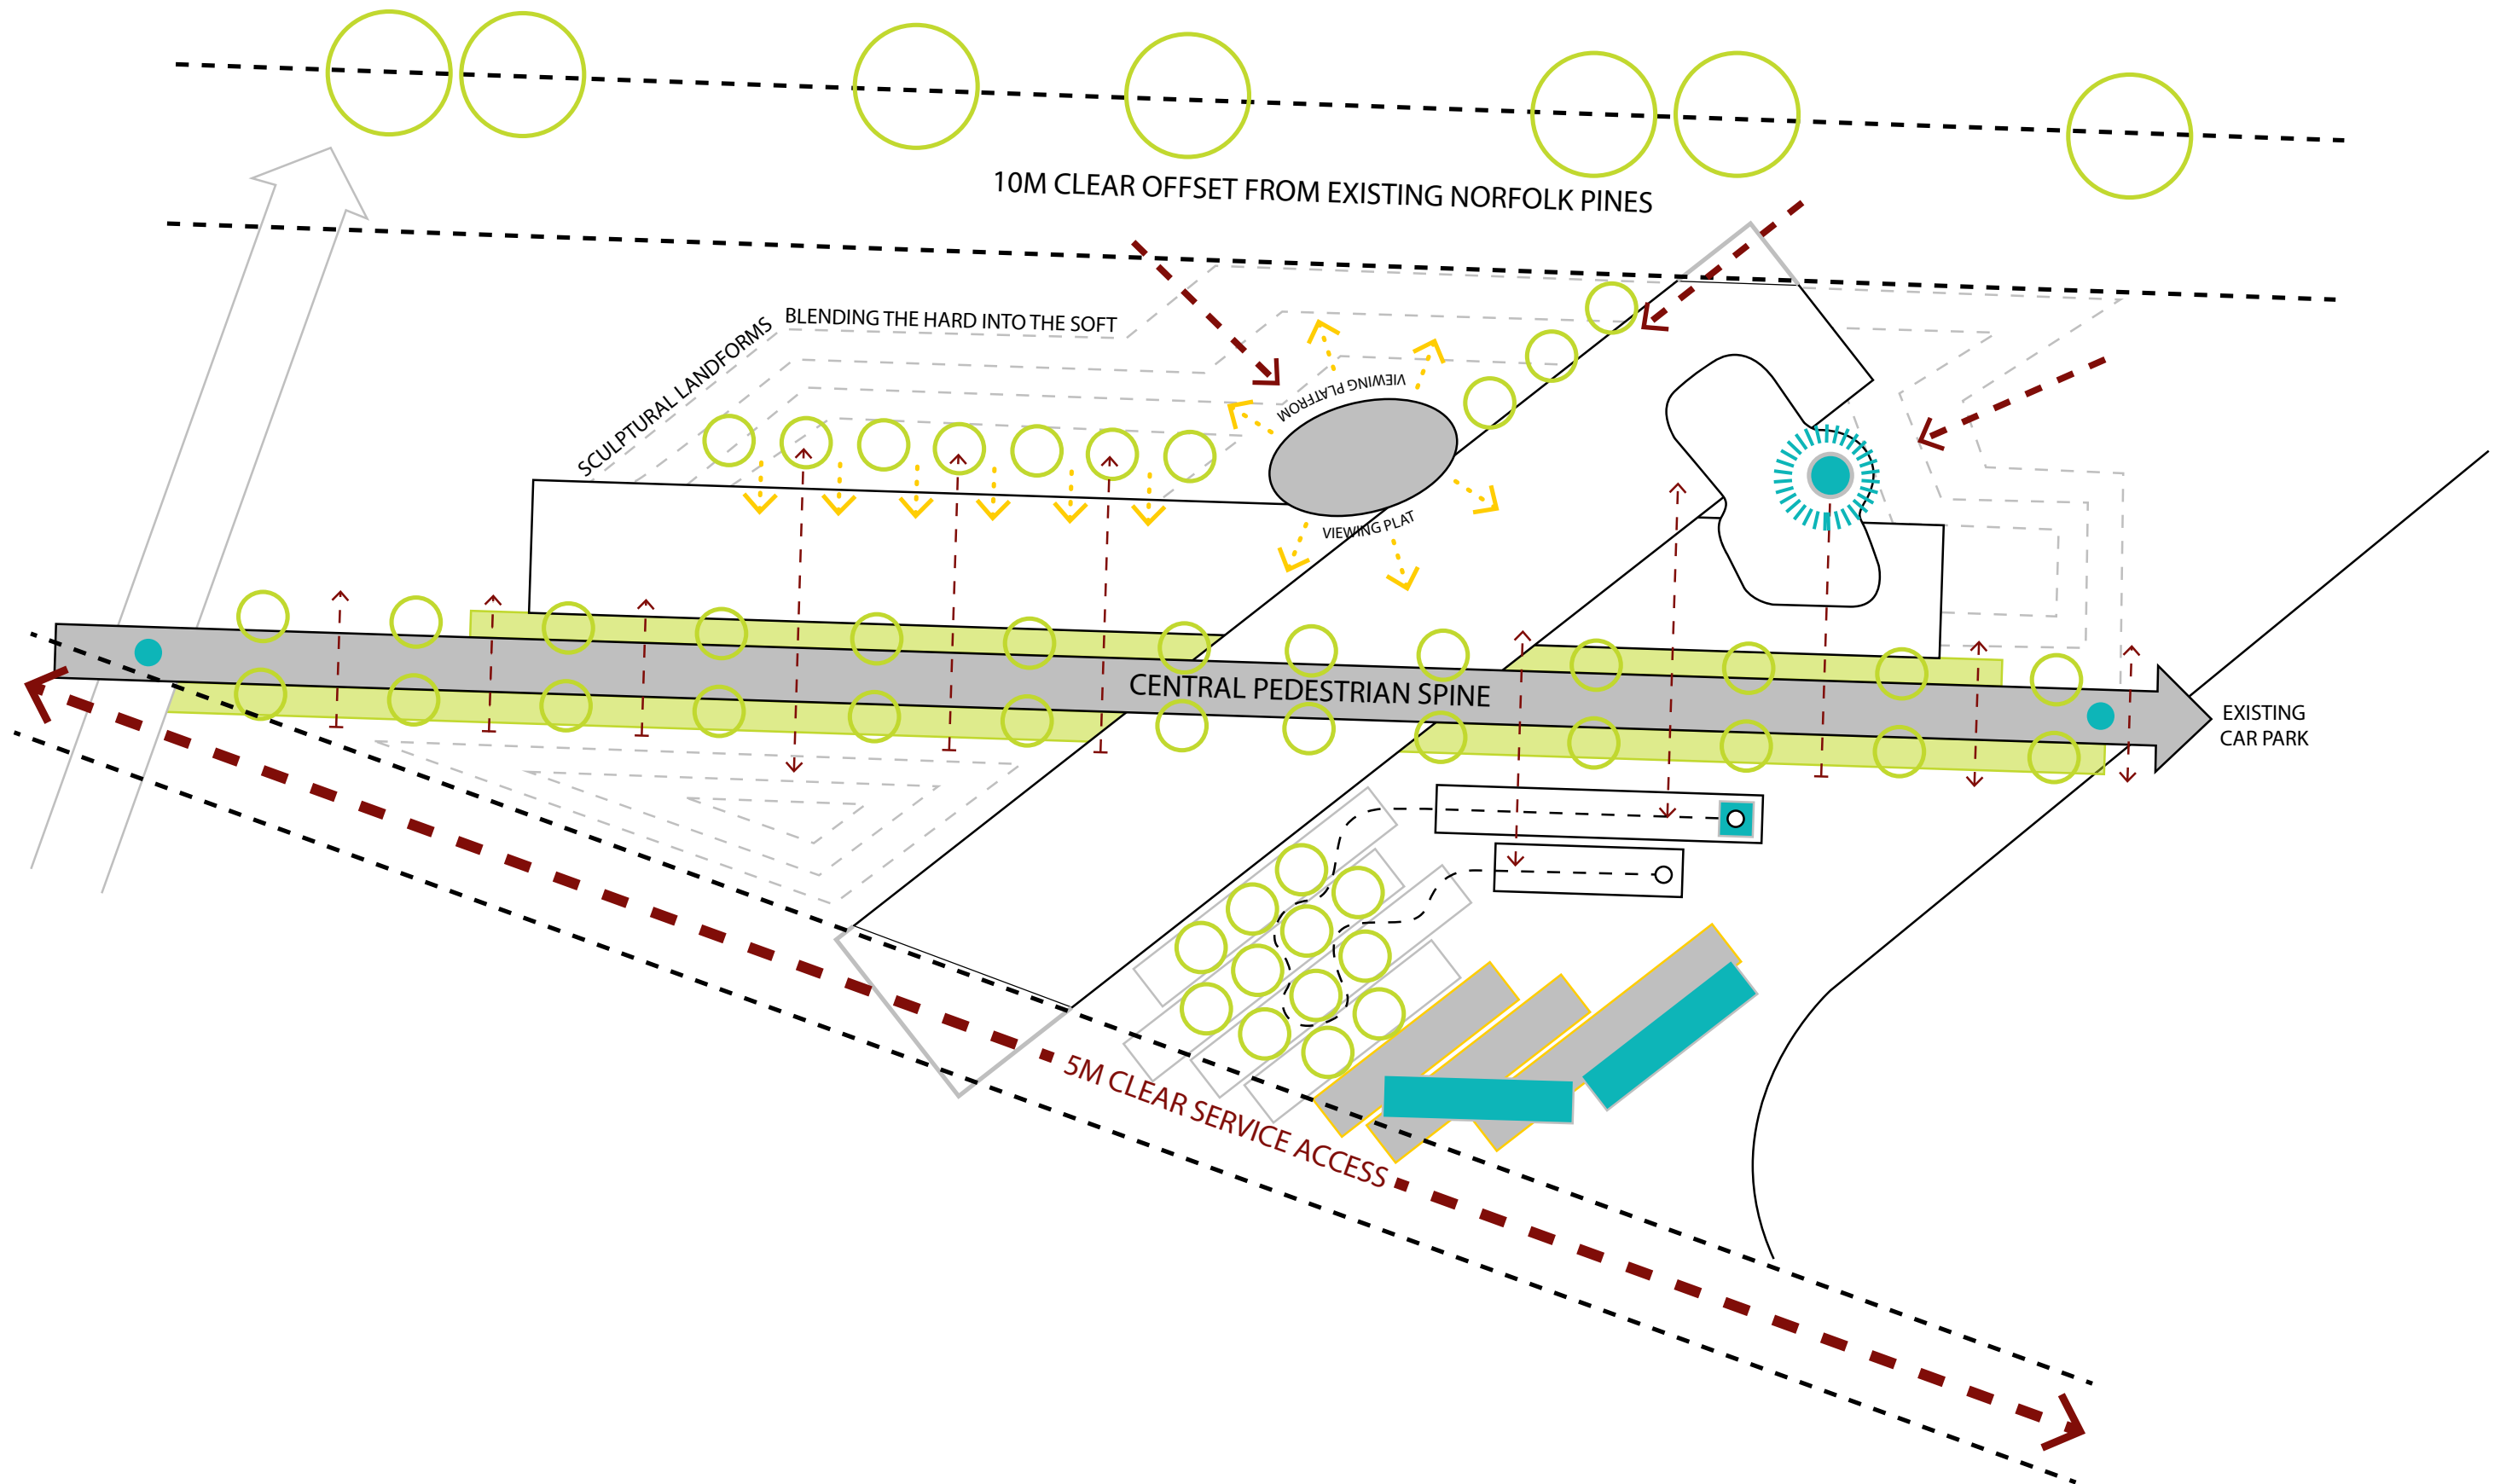 10M CLEAR OFFSET FROM EXISTING NORFOLK PINES
BLENDING THE HARD INTO THE SOFT
SCULPTURAL LANDFORMS
VIEWING PLATFROM
VIEWING PLAT
CENTRAL PEDESTRIAN SPINE
EXISTING
CAR PARK
5M CLEAR SERVICE ACCESS